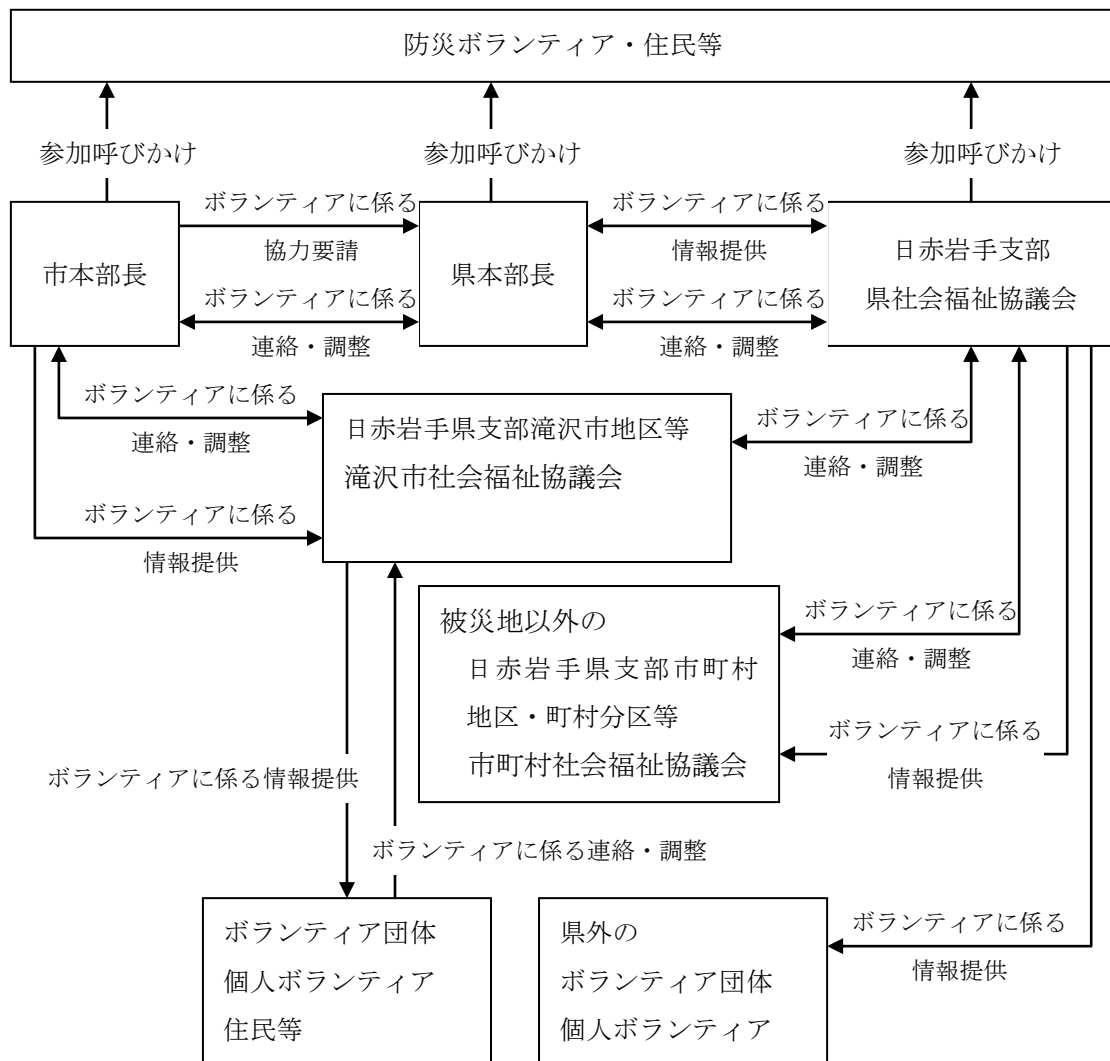 防災ボランティア・住民等
参加呼びかけ
参加呼びかけ
参加呼びかけ
市本部長
ボランティアに係る
協力要請
ボランティアに係る
連絡・調整
県本部長
ボランティアに係る
情報提供
ボランティアに係る
連絡・調整
日赤岩手支部
県社会福祉協議会
ボランティアに係る
連絡・調整
ボランティアに係る
情報提供
日赤岩手県支部滝沢市地区等
滝沢市社会福祉協議会
ボランティアに係る
連絡・調整
被災地以外の
日赤岩手県支部市町村
地区・町村分区等
市町村社会福祉協議会
ボランティアに係る
連絡・調整
ボランティアに係る
情報提供
ボランティアに係る情報提供
ボランティアに係る連絡・調整
ボランティア団体
個人ボランティア
住民等
県外の
ボランティア団体
個人ボランティア
ボランティアに係る
情報提供